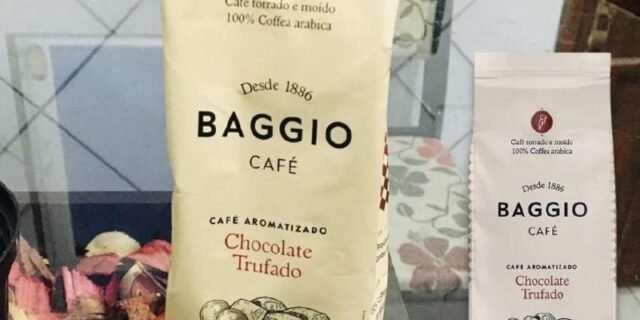 Café torrado e moído
100% Coffea arabica
Desde 1886
BAGGIO
CAFÉ
CAFÉ AROMATIZADO
Chocolate
Trufado
Café torrado e moído
100% Coffea arabica
Desde 1886
BAGGIO
CAFÉ
CAFÉ AROMATIZADO
Chocolate
Trufado